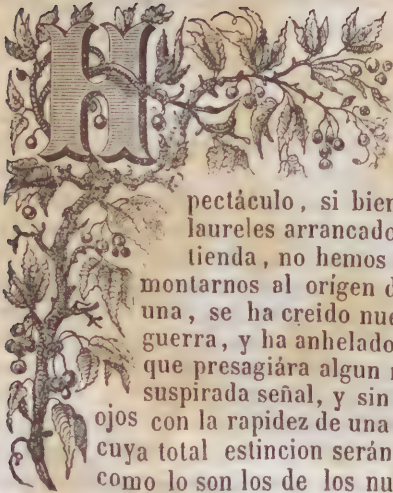 H
pectáculo, si bien
laureles arrancado
tienda, no hemos
montarnos al orígen d
una, se ha creido nue
guerra, y ha anhelado
que presagiára algun
suspirada señal, y sin
ojos con la rapidez de una
cuya total estincion serán
como lo son los de los nu